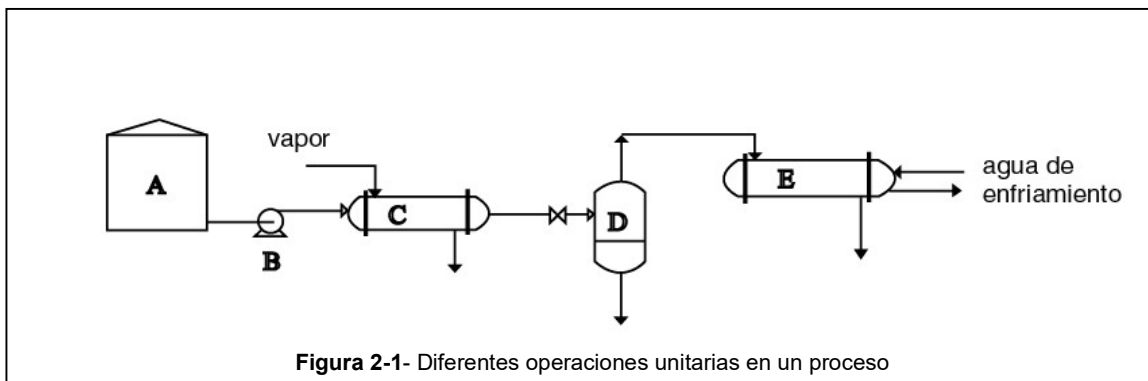 vapor
A
B
C
D
E
agua de
enfriamiento
Figura 2-1- Diferentes operaciones unitarias en un proceso